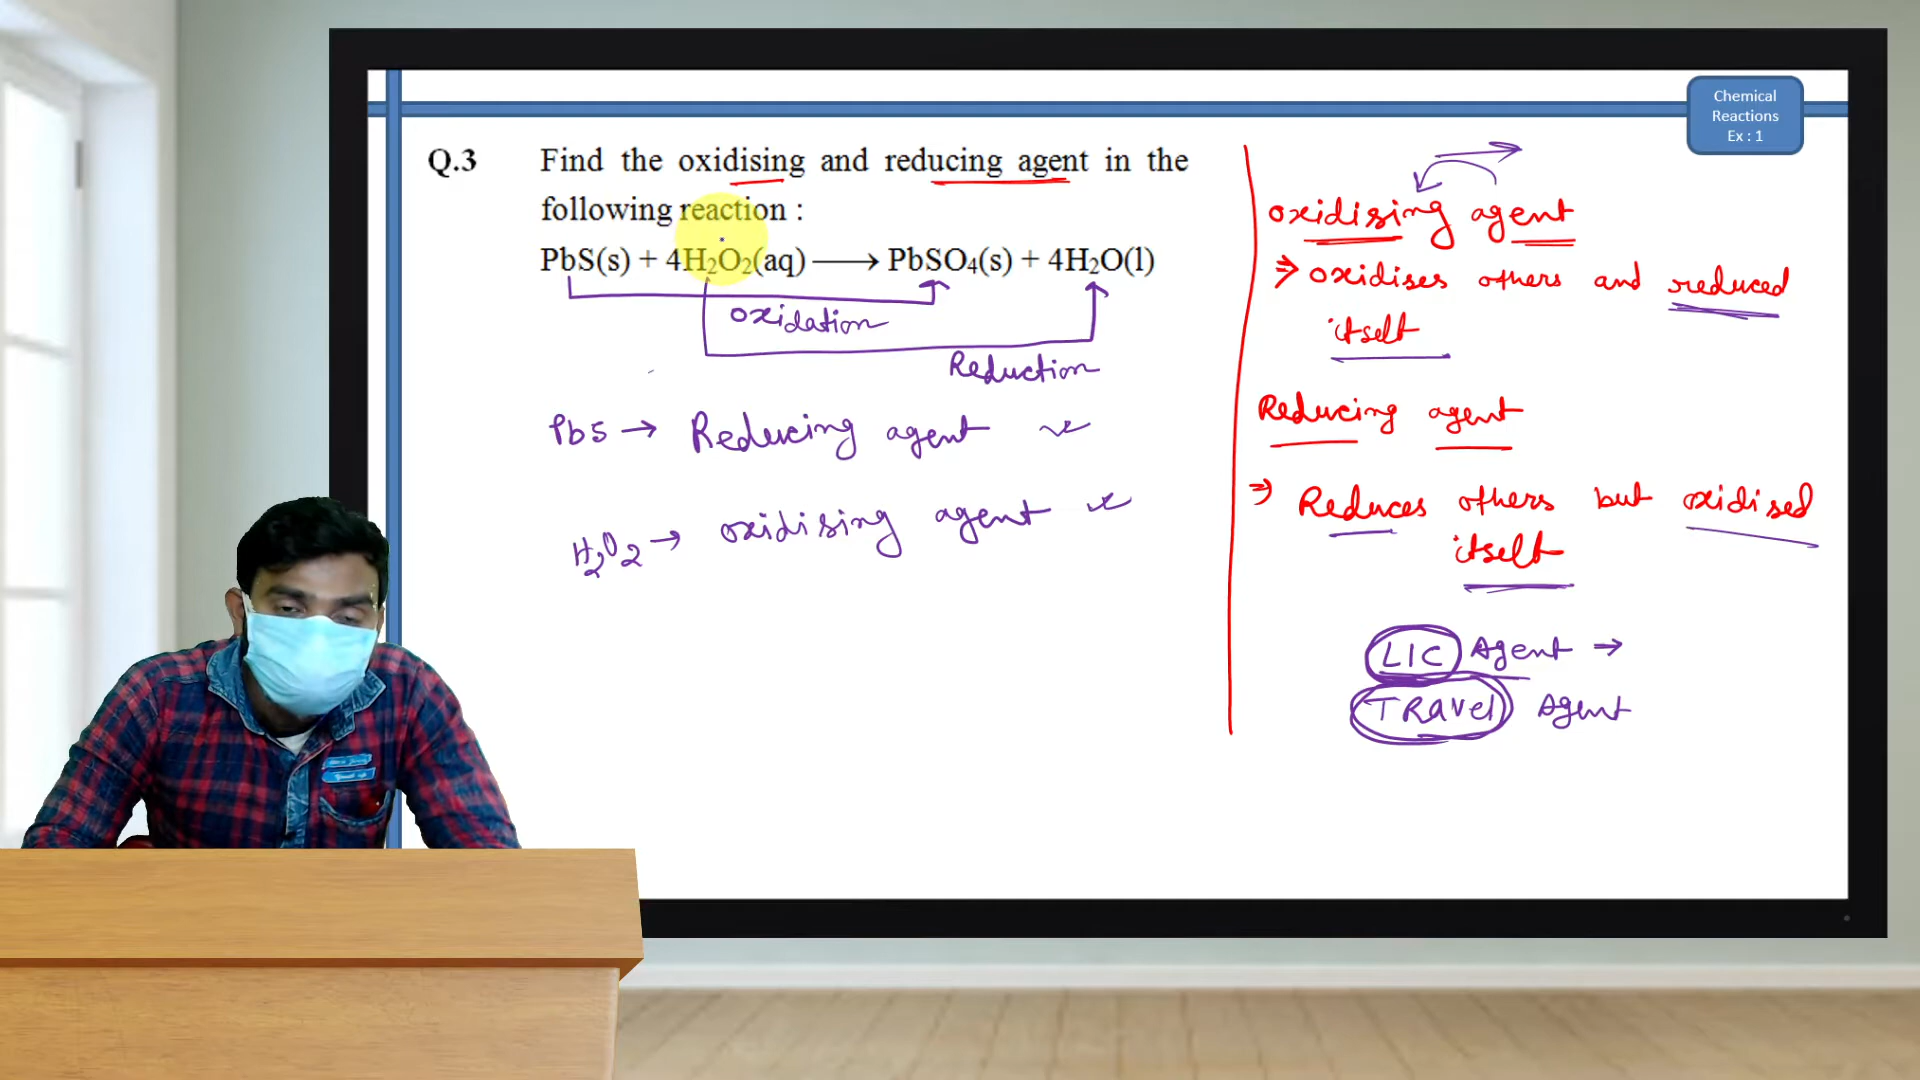 Chemical
Reactions
Ex : 1
Q.3 Find the oxidising and reducing agent in the
following reaction :
PbS(s) + 4H₂O₂(aq) ⟶ PbSO₄(s) + 4H₂O(l)
oxidation
Reduction
PbS → Reducing agent
H₂O₂ → oxidising agent
oxidising agent
⇒ oxidises others and reduced
itself
Reducing agent
⇒ Reduces others but oxidised
itself
LIC Agent →
TRAVel Agent